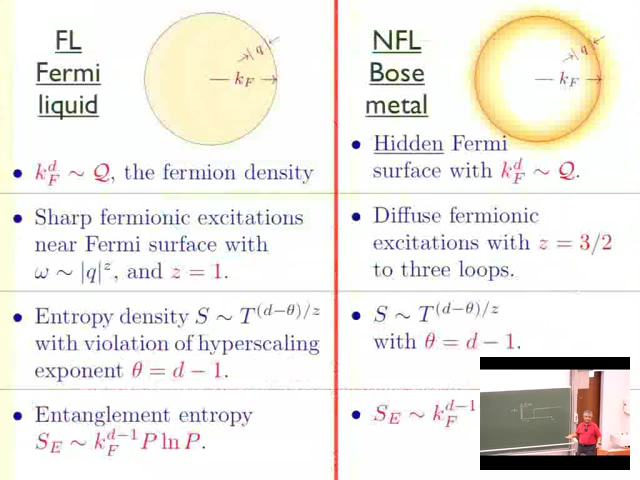 FL
Fermi
liquid
q
k_F
• k_F^d ∼ Q, the fermion density
• Sharp fermionic excitations
near Fermi surface with
ω ∼ |q|^z, and z = 1.
• Entropy density S ∼ T^{(d−θ)/z}
with violation of hyperscaling
exponent θ = d − 1.
• Entanglement entropy
S_E ∼ k_F^{d−1} P ln P.
NFL
Bose
metal
q
k_F
• Hidden Fermi
surface with k_F^d ∼ Q.
• Diffuse fermionic
excitations with z = 3/2
to three loops.
• S ∼ T^{(d−θ)/z}
with θ = d − 1.
• S_E ∼ k_F^{d−1}